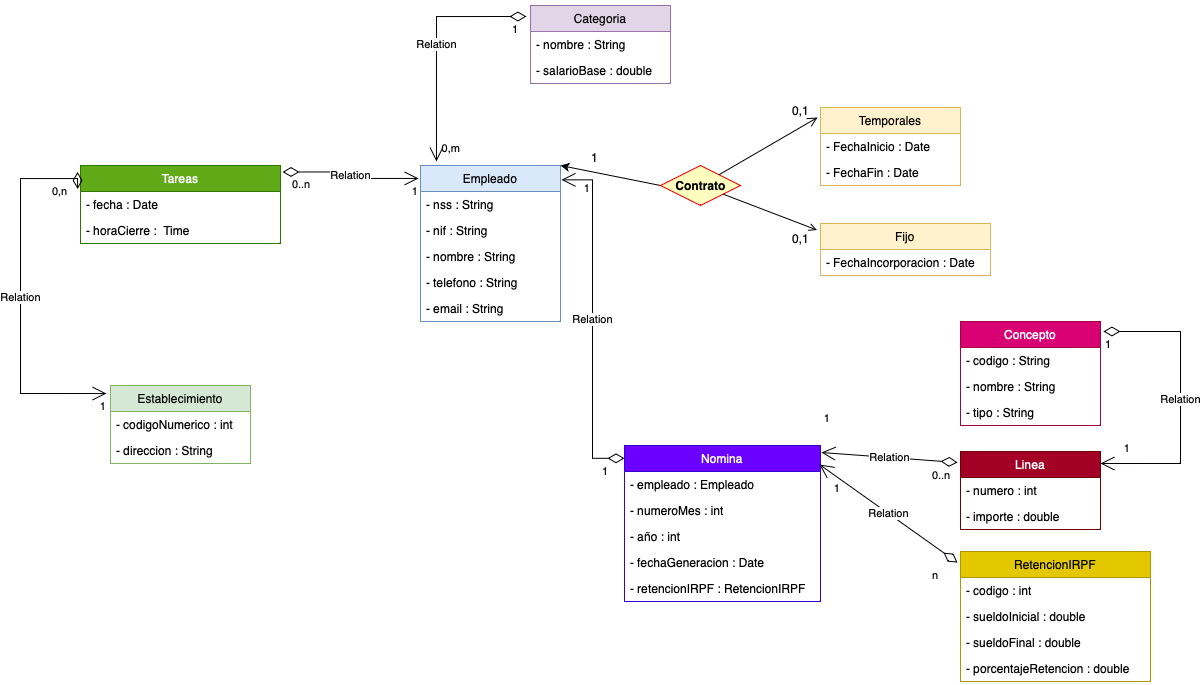 Categoria
- nombre : String
- salarioBase : double
1
Relation
0,m
Temporales
- FechaInicio : Date
- FechaFin : Date
0,1
Contrato
1
Fijo
- FechaIncorporacion : Date
0,1
Tareas
- fecha : Date
- horaCierre :  Time
0..n
Relation
1
Empleado
- nss : String
- nif : String
- nombre : String
- telefono : String
- email : String
1
0,n
Relation
1
Establecimiento
- codigoNumerico : int
- direccion : String
Relation
1
Nomina
- empleado : Empleado
- numeroMes : int
- año : int
- fechaGeneracion : Date
- retencionIRPF : RetencionIRPF
Concepto
- codigo : String
- nombre : String
- tipo : String
1
Relation
1
1
Relation
0..n
Linea
- numero : int
- importe : double
1
Relation
n
RetencionIRPF
- codigo : int
- sueldoInicial : double
- sueldoFinal : double
- porcentajeRetencion : double